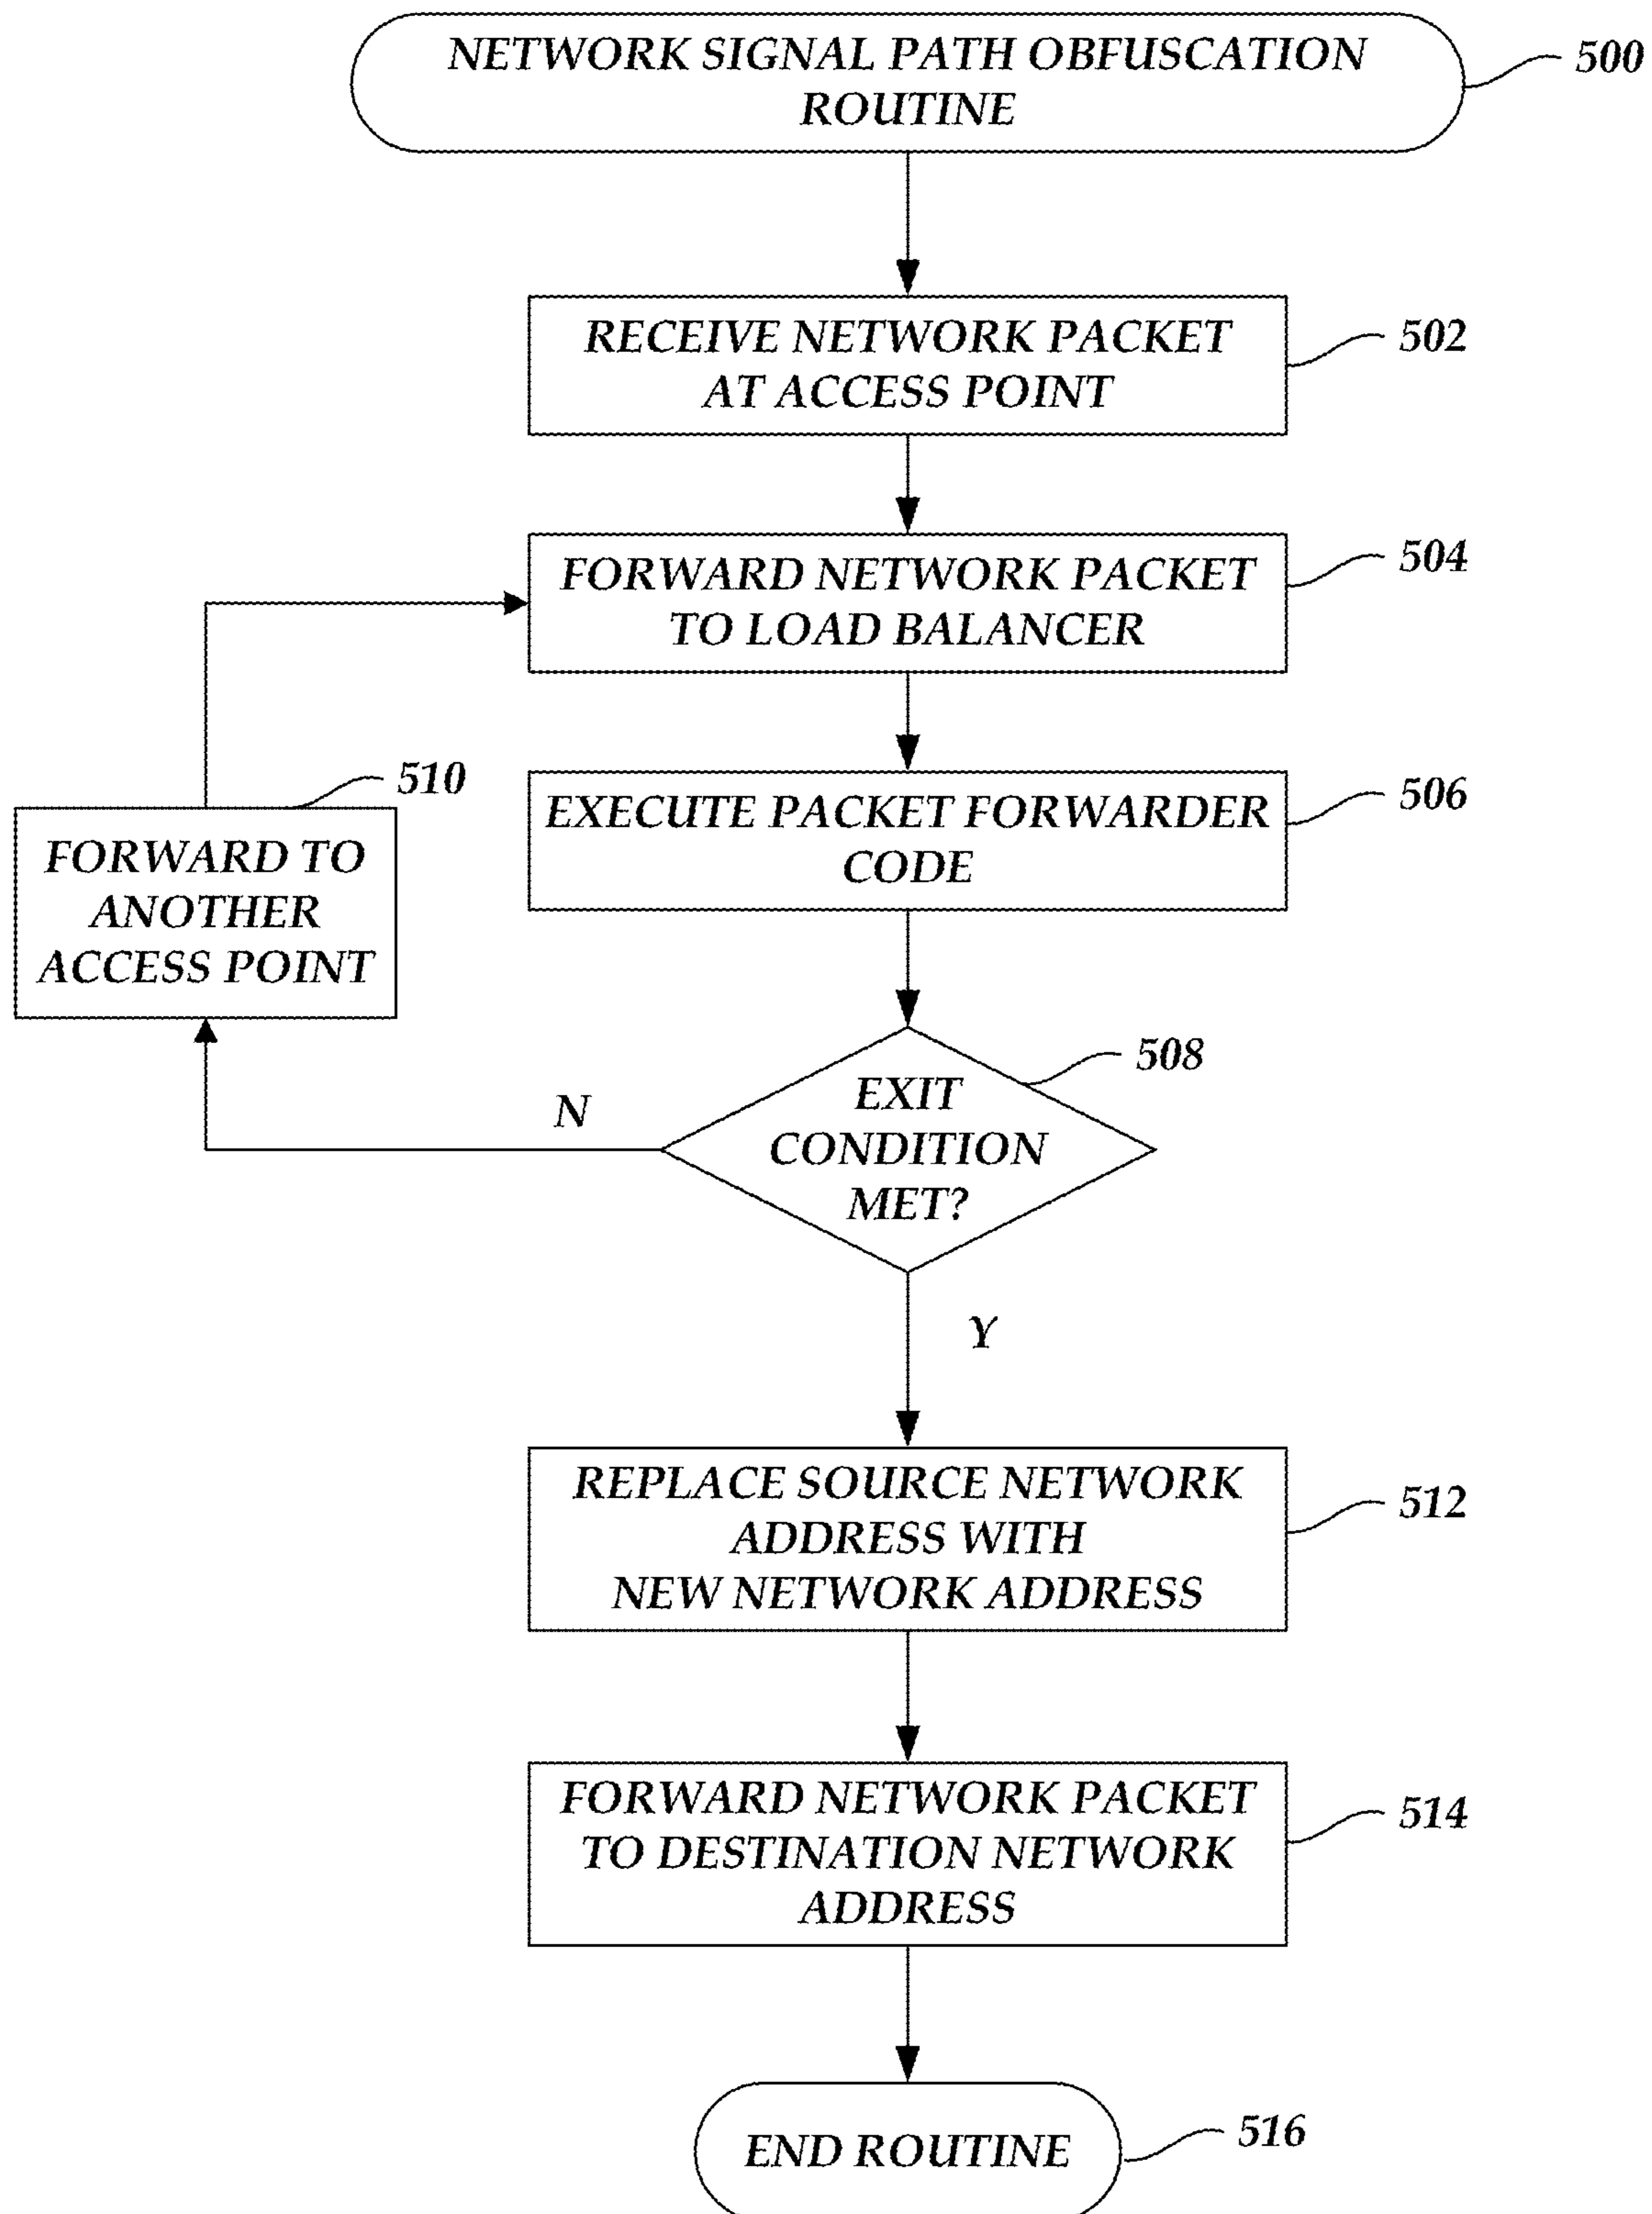 NETWORK SIGNAL PATH OBFUSCATION
ROUTINE
500
RECEIVE NETWORK PACKET
AT ACCESS POINT
502
FORWARD NETWORK PACKET
TO LOAD BALANCER
504
EXECUTE PACKET FORWARDER
CODE
506
510
FORWARD TO
ANOTHER
ACCESS POINT
508
EXIT
CONDITION
MET?
N
Y
REPLACE SOURCE NETWORK
ADDRESS WITH
NEW NETWORK ADDRESS
512
FORWARD NETWORK PACKET
TO DESTINATION NETWORK
ADDRESS
514
END ROUTINE
516